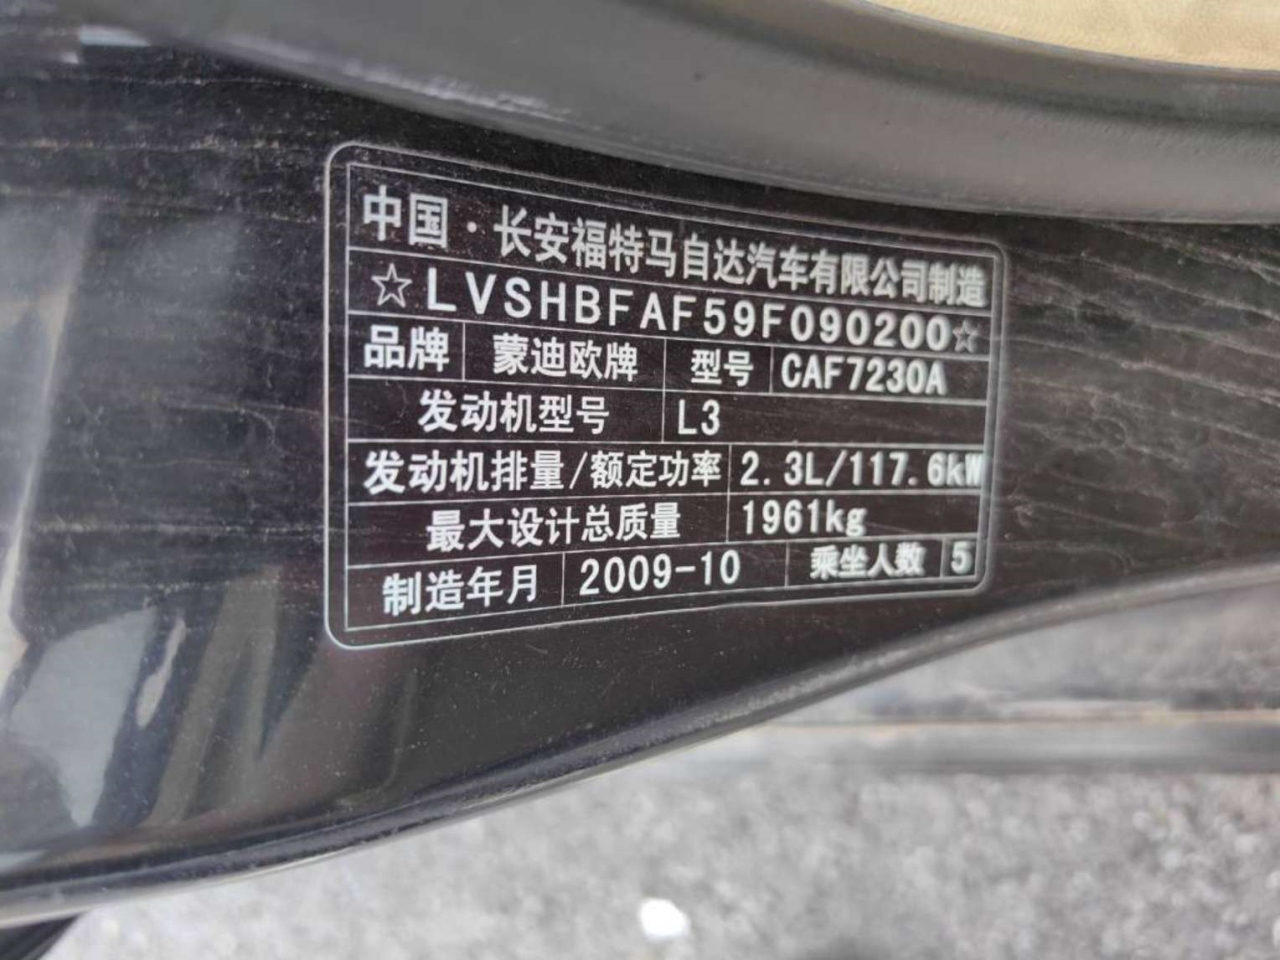 中国·长安福特马自达汽车有限公司制造
☆LVSHBFAF59F090200☆
品牌 蒙迪欧牌 型号 CAF7230A
发动机型号 L3
发动机排量/额定功率 2.3L/117.6kW
最大设计总质量 1961kg
制造年月 2009-10 乘坐人数 5